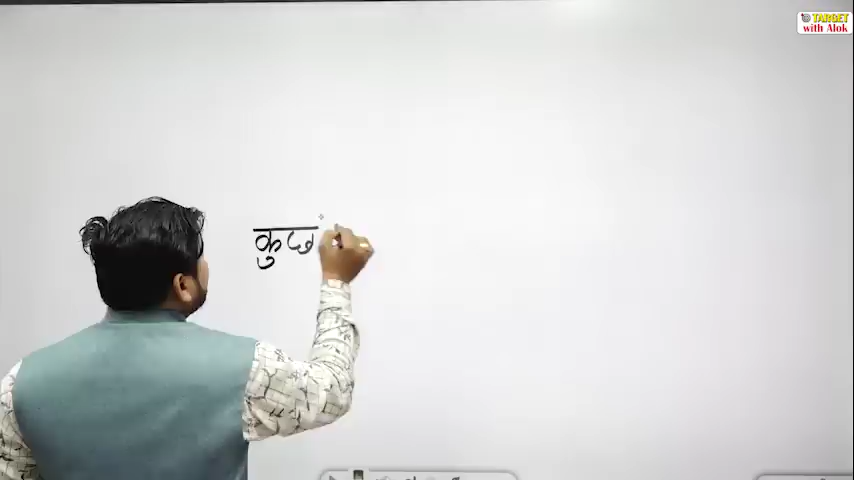 TARGET
with Alok
कुछ